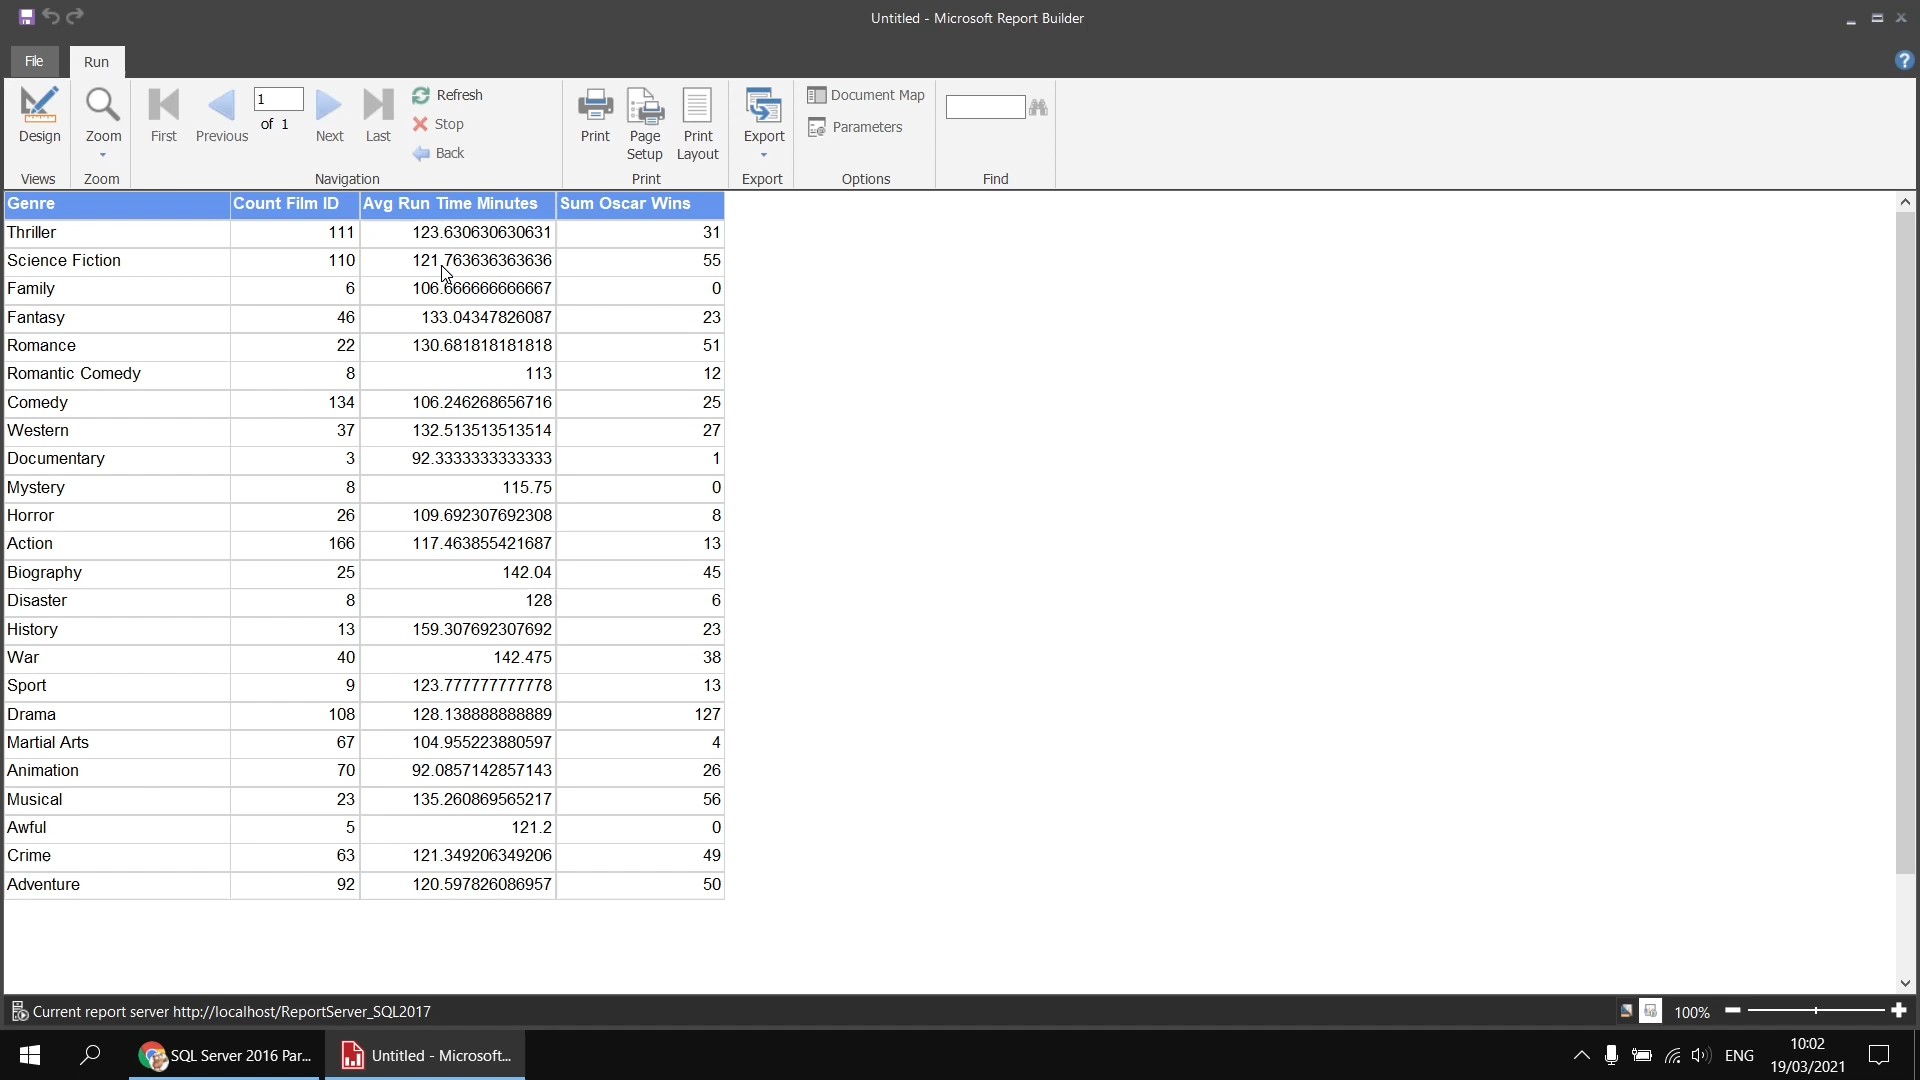 Untitled - Microsoft Report Builder
File Run
Design Zoom First Previous 1 of 1 Next Last Refresh Stop Back Print Page Setup Print Layout Export Document Map Parameters
Views Zoom Navigation Print Export Options Find
Genre Count Film ID Avg Run Time Minutes Sum Oscar Wins
Thriller 111 123.630630630631 31
Science Fiction 110 121.763636363636 55
Family 6 106.666666666667 0
Fantasy 46 133.04347826087 23
Romance 22 130.681818181818 51
Romantic Comedy 8 113 12
Comedy 134 106.246268656716 25
Western 37 132.513513513514 27
Documentary 3 92.3333333333333 1
Mystery 8 115.75 0
Horror 26 109.692307692308 8
Action 166 117.463855421687 13
Biography 25 142.04 45
Disaster 8 128 6
History 13 159.307692307692 23
War 40 142.475 38
Sport 9 123.777777777778 13
Drama 108 128.138888888889 127
Martial Arts 67 104.955223880597 4
Animation 70 92.0857142857143 26
Musical 23 135.260869565217 56
Awful 5 121.2 0
Crime 63 121.349206349206 49
Adventure 92 120.597826086957 50
Current report server http://localhost/ReportServer_SQL2017 100%
SQL Server 2016 Par... Untitled - Microsoft... ENG 10:02
19/03/2021